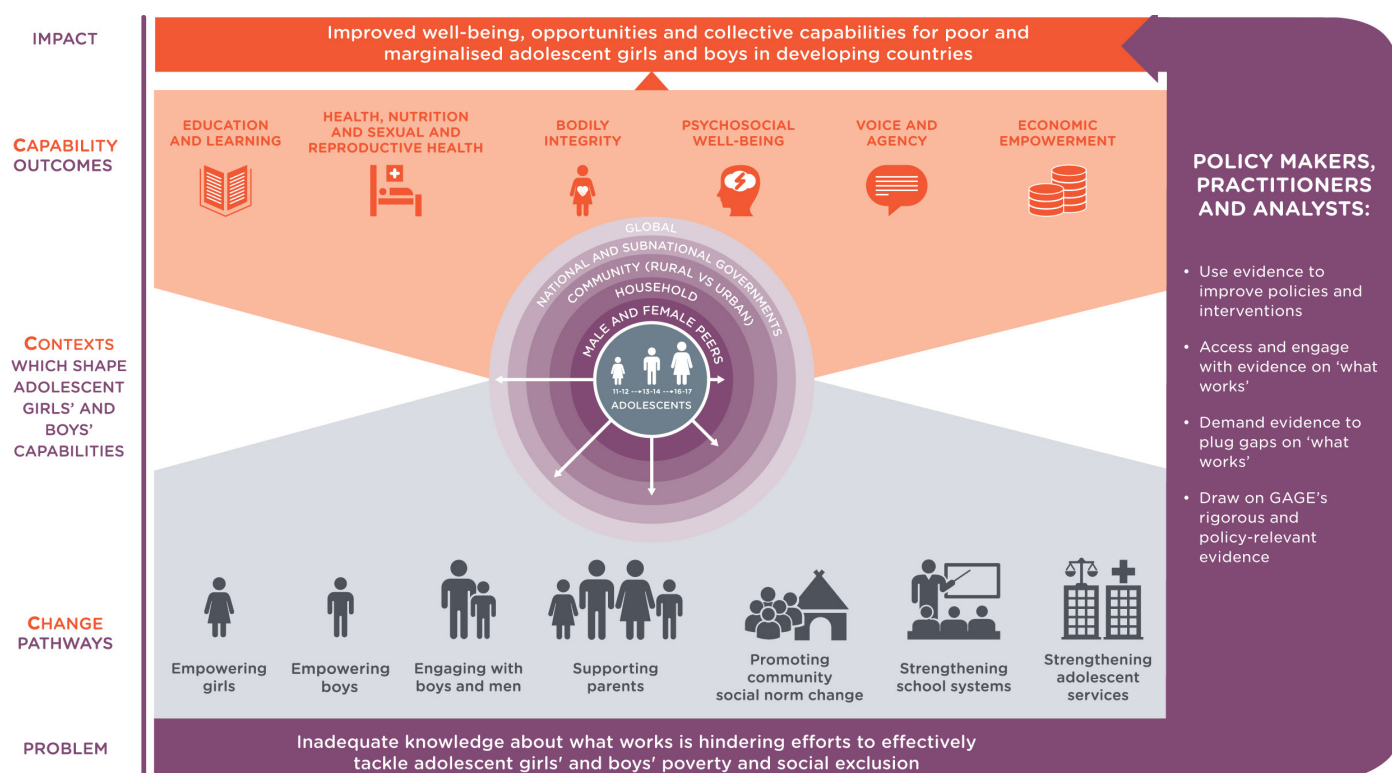 IMPACT
Improved well-being, opportunities and collective capabilities for poor and
marginalised adolescent girls and boys in developing countries
CAPABILITY
OUTCOMES
EDUCATION
AND LEARNING
HEALTH, NUTRITION
AND SEXUAL AND
REPRODUCTIVE HEALTH
BODILY
INTEGRITY
PSYCHOSOCIAL
WELL-BEING
VOICE AND
AGENCY
ECONOMIC
EMPOWERMENT
CONTEXTS
WHICH SHAPE
ADOLESCENT
GIRLS' AND
BOYS'
CAPABILITIES
GLOBAL
NATIONAL AND SUBNATIONAL GOVERNMENTS
COMMUNITY (RURAL VS URBAN)
HOUSEHOLD
MALE AND FEMALE PEERS
11-12 --→13-14 --→16-17
ADOLESCENTS
CHANGE
PATHWAYS
Empowering
girls
Empowering
boys
Engaging with
boys and men
Supporting
parents
Promoting
community
social norm change
Strengthening
school systems
Strengthening
adolescent
services
PROBLEM
Inadequate knowledge about what works is hindering efforts to effectively
tackle adolescent girls' and boys' poverty and social exclusion
POLICY MAKERS,
PRACTITIONERS
AND ANALYSTS:
• Use evidence to
improve policies and
interventions
• Access and engage
with evidence on 'what
works'
• Demand evidence to
plug gaps on 'what
works'
• Draw on GAGE's
rigorous and
policy-relevant
evidence